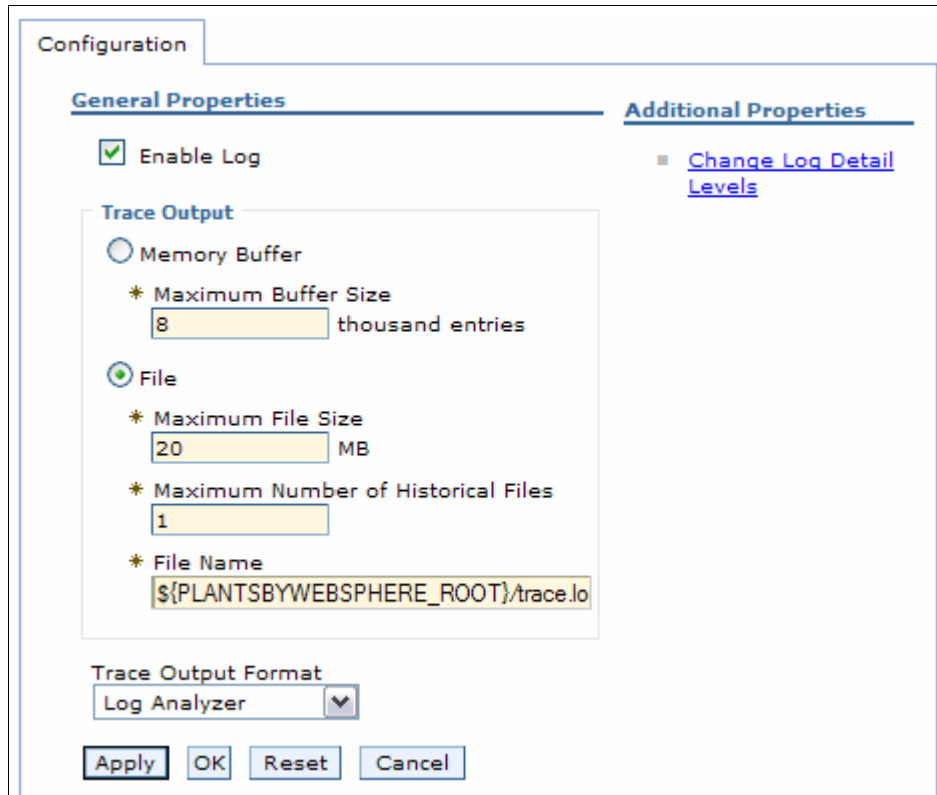 Configuration
General Properties
Enable Log
Trace Output
Memory Buffer
* Maximum Buffer Size
8 thousand entries
File
* Maximum File Size
20 MB
* Maximum Number of Historical Files
1
* File Name
${PLANTSBYWEBSPHERE_ROOT}/trace.lo
Trace Output Format
Log Analyzer
Apply OK Reset Cancel
Additional Properties
Change Log Detail
Levels